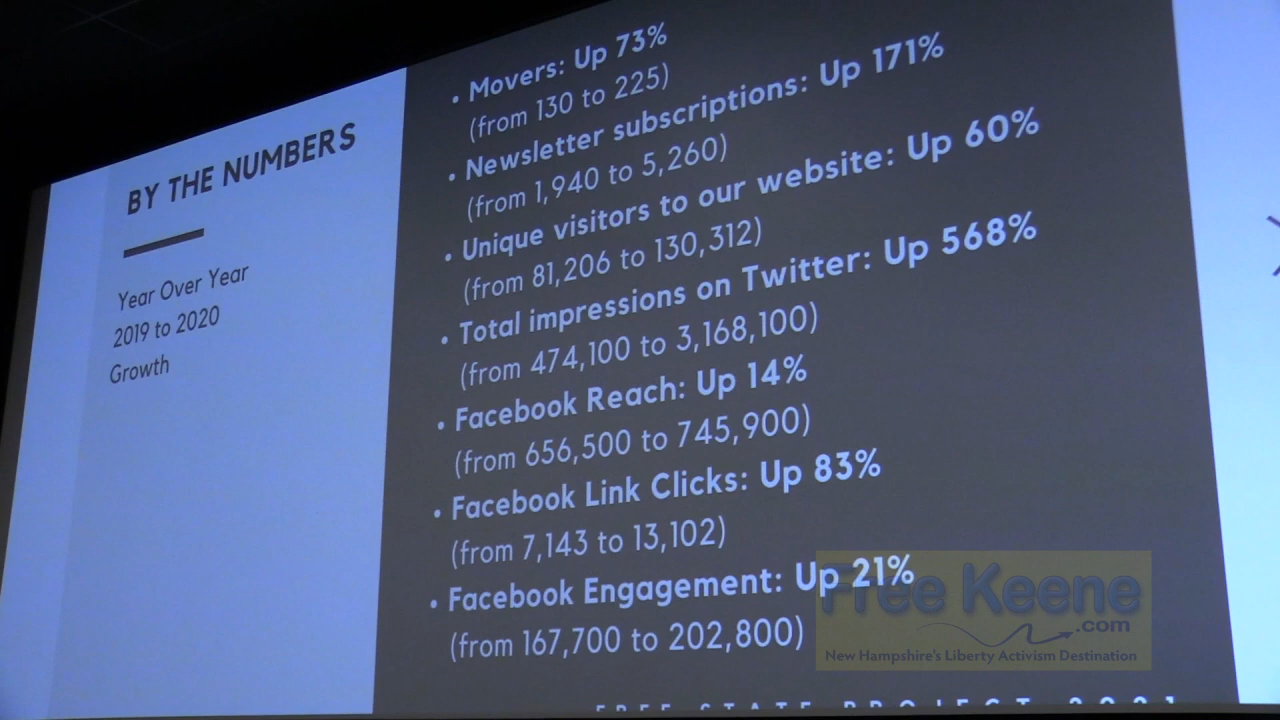 BY THE NUMBERS
Year Over Year
2019 to 2020
Growth
• Movers: Up 73%
(from 130 to 225)
• Newsletter subscriptions: Up 171%
(from 1,940 to 5,260)
• Unique visitors to our website: Up 60%
(from 81,206 to 130,312)
• Total impressions on Twitter: Up 568%
(from 474,100 to 3,168,100)
• Facebook Reach: Up 14%
(from 656,500 to 745,900)
• Facebook Link Clicks: Up 83%
(from 7,143 to 13,102)
• Facebook Engagement: Up 21%
(from 167,700 to 202,800)
FREE STATE PROJECT 2021
Free Keene
.com
New Hampshire's Liberty Activism Destination